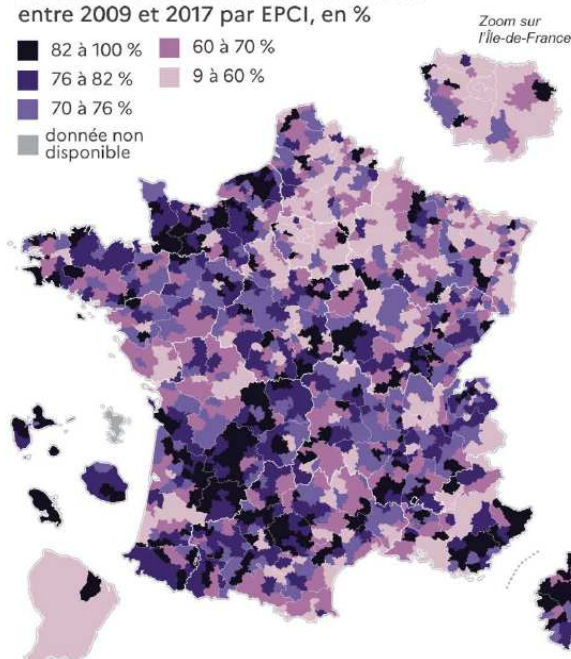 entre 2009 et 2017 par EPCI, en %
82 à 100 %
76 à 82 %
70 à 76 %
donnée non
disponible
60 à 70 %
9 à 60 %
Zoom sur
l'Île-de-France